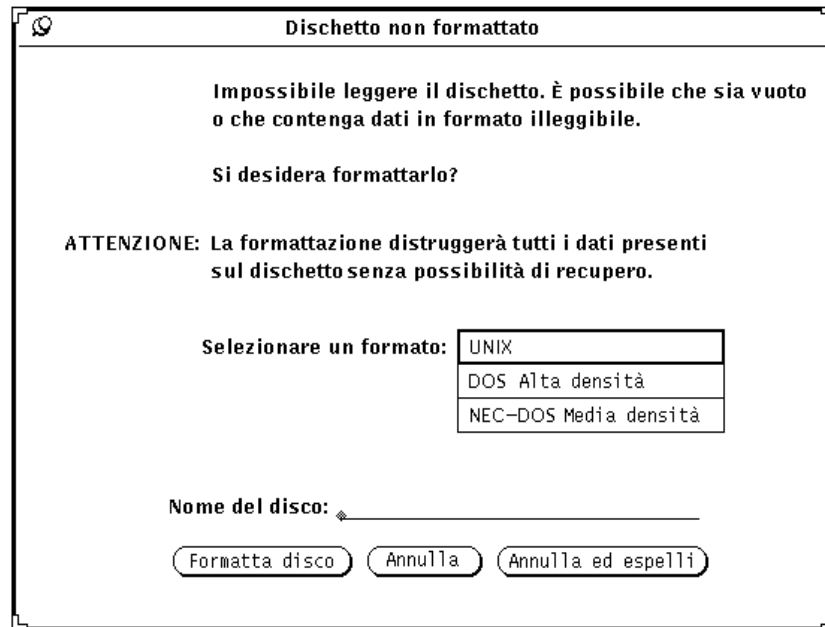 Dischetto non formattato
Impossibile leggere il dischetto. È possibile che sia vuoto
o che contenga dati in formato illeggibile.
Si desidera formattarlo?
ATTENZIONE: La formattazione distruggerà tutti i dati presenti
sul dischetto senza possibilità di recupero.
Selezionare un formato: UNIX
DOS Alta densità
NEC-DOS Media densità
Nome del disco:
Formatta disco Annulla Annulla ed espelli